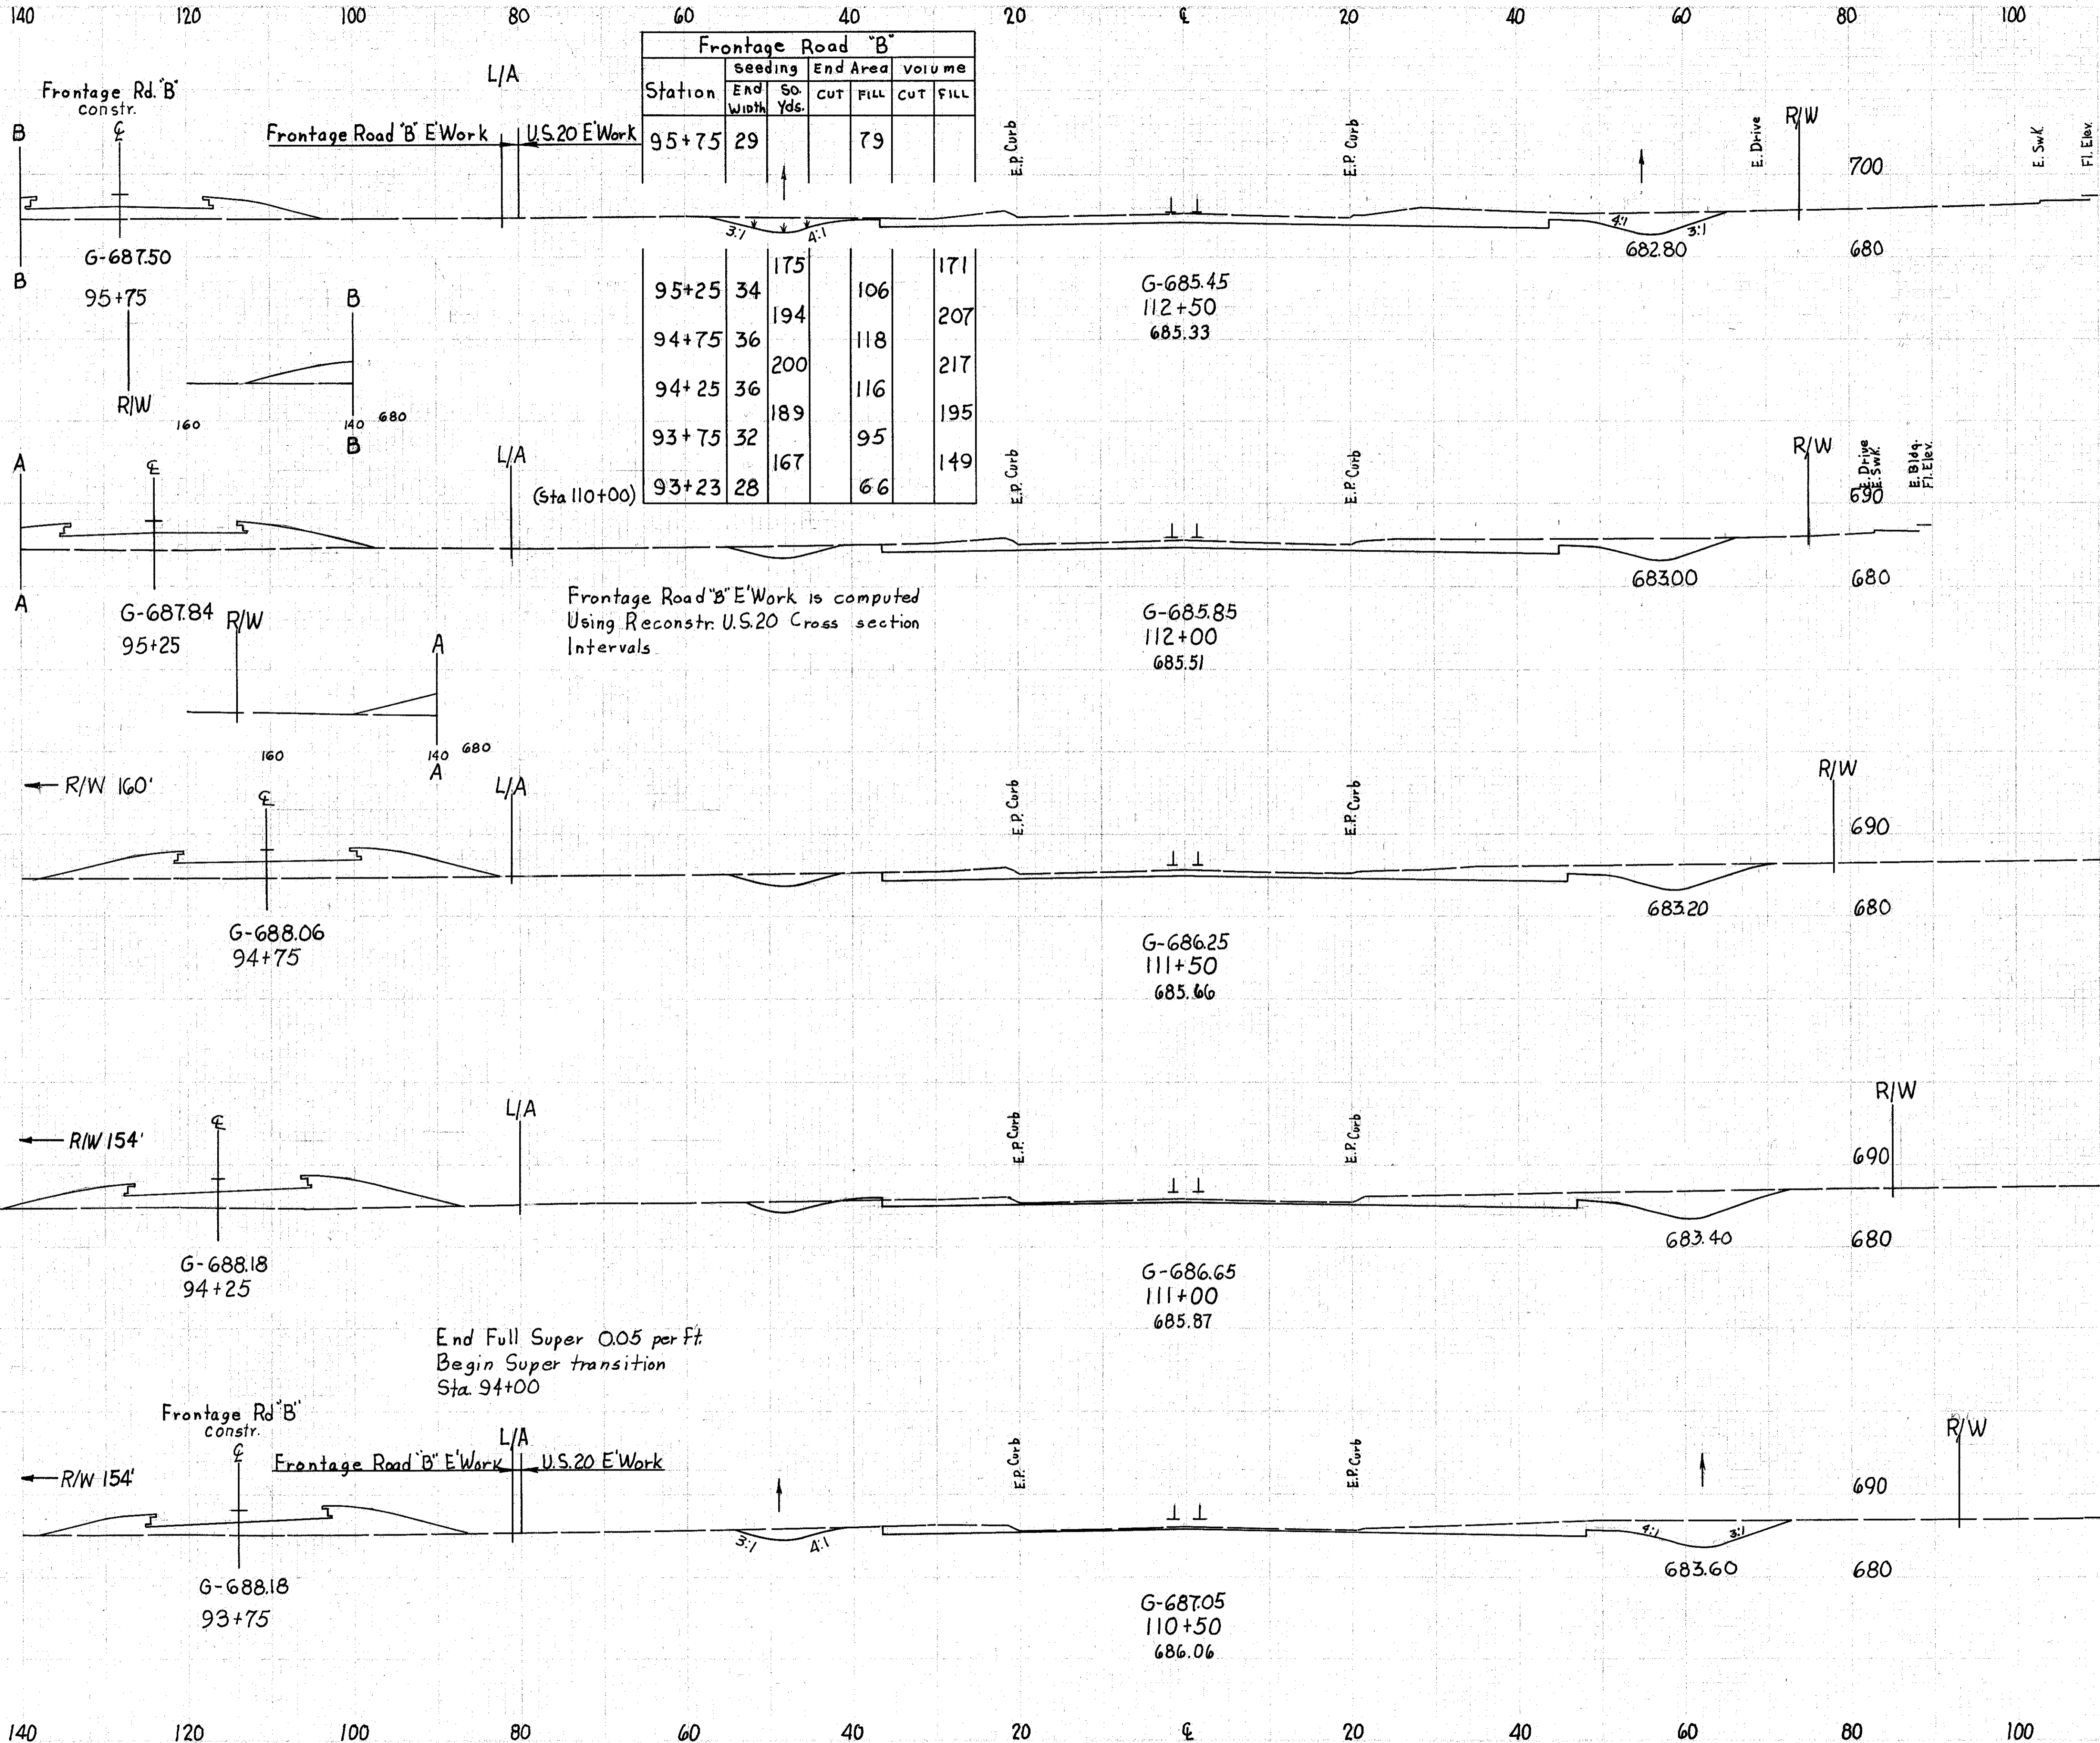 140 120 100 80 60 40 20 ℄ 20 40 60 80 100
Frontage Road "B"
Seeding End Area Volume
Station End Width Sq. Yds. CUT FILL CUT FILL
95+75 29 79
175 171
95+25 34 106
194 207
94+75 36 118
200 217
94+25 36 116
189 195
93+75 32 95
167 149
(Sta 110+00) 93+23 28 66
Frontage Rd. "B"
constr.
℄
L/A
B
Frontage Road "B" E'Work
U.S.20 E'Work
E.P. Curb
E.P. Curb
E. Drive
R/W
E. Swk.
Fl. Elev.
700
3:1
4:1
4:1
3:1
682.80
680
B
G-687.50
95+75
G-685.45
112+50
685.33
B
R/W
160
140
680
B
A
℄
L/A
E.P. Curb
E.P. Curb
R/W
E. Drive
E. Swk.
E. Bldg.
Fl. Elev.
690
683.00
680
A
G-687.84
95+25
R/W
Frontage Road "B" E'Work is computed
Using Reconstr. U.S.20 Cross section
Intervals
G-685.85
112+00
685.51
A
160
140
680
A
R/W 160'
℄
L/A
E.P. Curb
E.P. Curb
R/W
690
683.20
680
G-688.06
94+75
G-686.25
111+50
685.66
R/W 154'
℄
L/A
E.P. Curb
E.P. Curb
R/W
690
683.40
680
G-688.18
94+25
G-686.65
111+00
685.87
End Full Super 0.05 per ft.
Begin Super transition
Sta. 94+00
Frontage Rd "B"
constr.
℄
L/A
Frontage Road "B" E'Work
U.S.20 E'Work
R/W 154'
E.P. Curb
E.P. Curb
R/W
690
3:1
4:1
4:1
3:1
683.60
680
G-688.18
93+75
G-687.05
110+50
686.06
140 120 100 80 60 40 20 ℄ 20 40 60 80 100